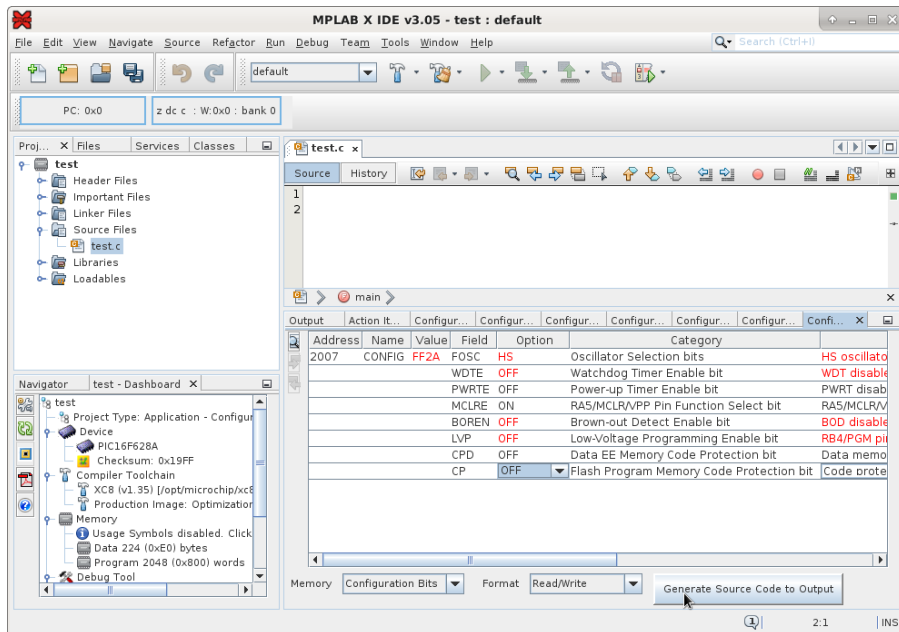 MPLAB X IDE v3.05 - test : default
File Edit View Navigate Source Refactor Run Debug Team Tools Window Help
Search (Ctrl+I)
default
PC: 0x0
z dc c : W:0x0 : bank 0
Proj... X Files Services Classes
test.c x
test
Header Files
Important Files
Linker Files
Source Files
test.c
Libraries
Loadables
Source History
1
2
main
Output Action It... Configur... Configur... Configur... Configur... Configur... Configur... Confi... X
Address Name Value Field Option Category
2007 CONFIG FF2A FOSC HS Oscillator Selection bits HS oscillato
WDTE OFF Watchdog Timer Enable bit WDT disable
PWRTE OFF Power-up Timer Enable bit PWRT disab
MCLRE ON RA5/MCLR/VPP Pin Function Select bit RA5/MCLR/V
BOREN OFF Brown-out Detect Enable bit BOD disable
LVP OFF Low-Voltage Programming Enable bit RB4/PGM pi
CPD OFF Data EE Memory Code Protection bit Data memo
CP OFF Flash Program Memory Code Protection bit Code prote
Memory Configuration Bits Format Read/Write Generate Source Code to Output
Navigator test - Dashboard X
test
Project Type: Application - Configur
Device
PIC16F628A
Checksum: 0x19FF
Compiler Toolchain
XC8 (v1.35) [/opt/microchip/xc8
Production Image: Optimization
Memory
Usage Symbols disabled. Click
Data 224 (0xE0) bytes
Program 2048 (0x800) words
Debug Tool
1 2:1 INS